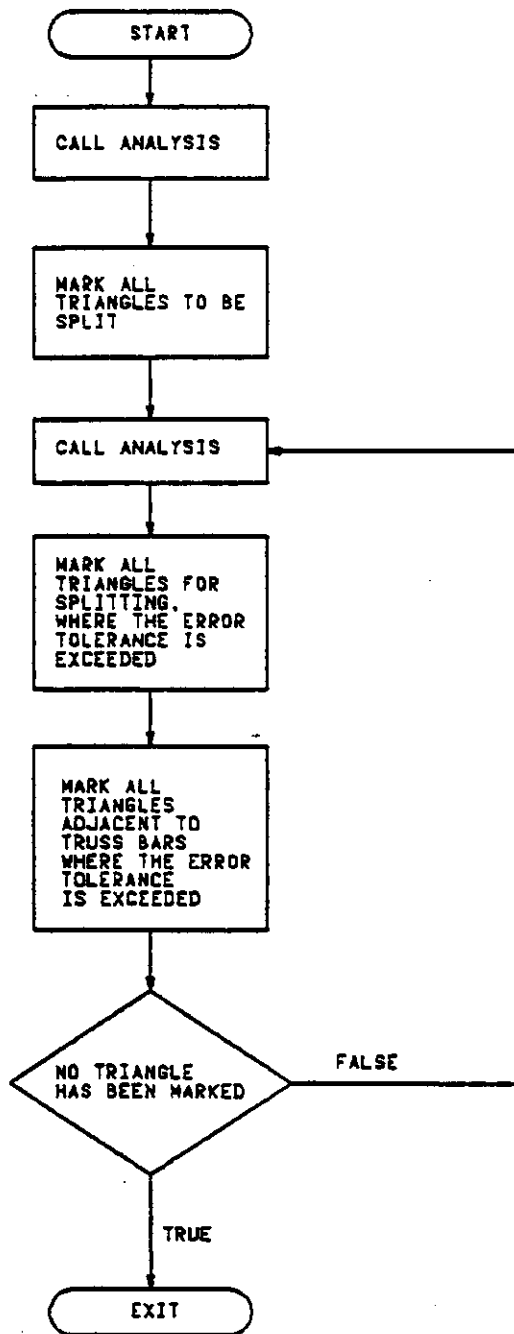 START
CALL ANALYSIS
MARK ALL
TRIANGLES TO BE
SPLIT
CALL ANALYSIS
MARK ALL
TRIANGLES FOR
SPLITTING,
WHERE THE ERROR
TOLERANCE IS
EXCEEDED
MARK ALL
TRIANGLES
ADJACENT TO
TRUSS BARS
WHERE THE ERROR
TOLERANCE
IS EXCEEDED
NO TRIANGLE
HAS BEEN MARKED
FALSE
TRUE
EXIT